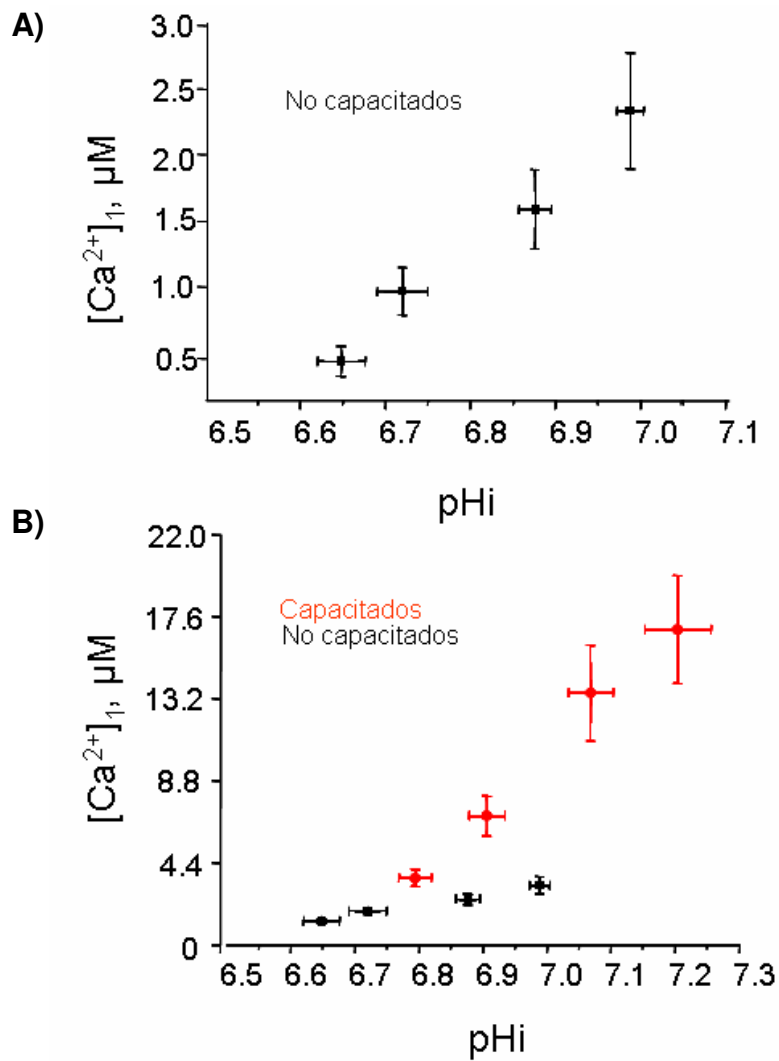 A)
3.0
2.5
2.0
1.5
1.0
0.5
[Ca²⁺]₁, µM
No capacitados
6.5 6.6 6.7 6.8 6.9 7.0 7.1
pHi
B)
22.0
17.6
13.2
8.8
4.4
0
[Ca²⁺]₁, µM
Capacitados
No capacitados
6.5 6.6 6.7 6.8 6.9 7.0 7.1 7.2 7.3
pHi